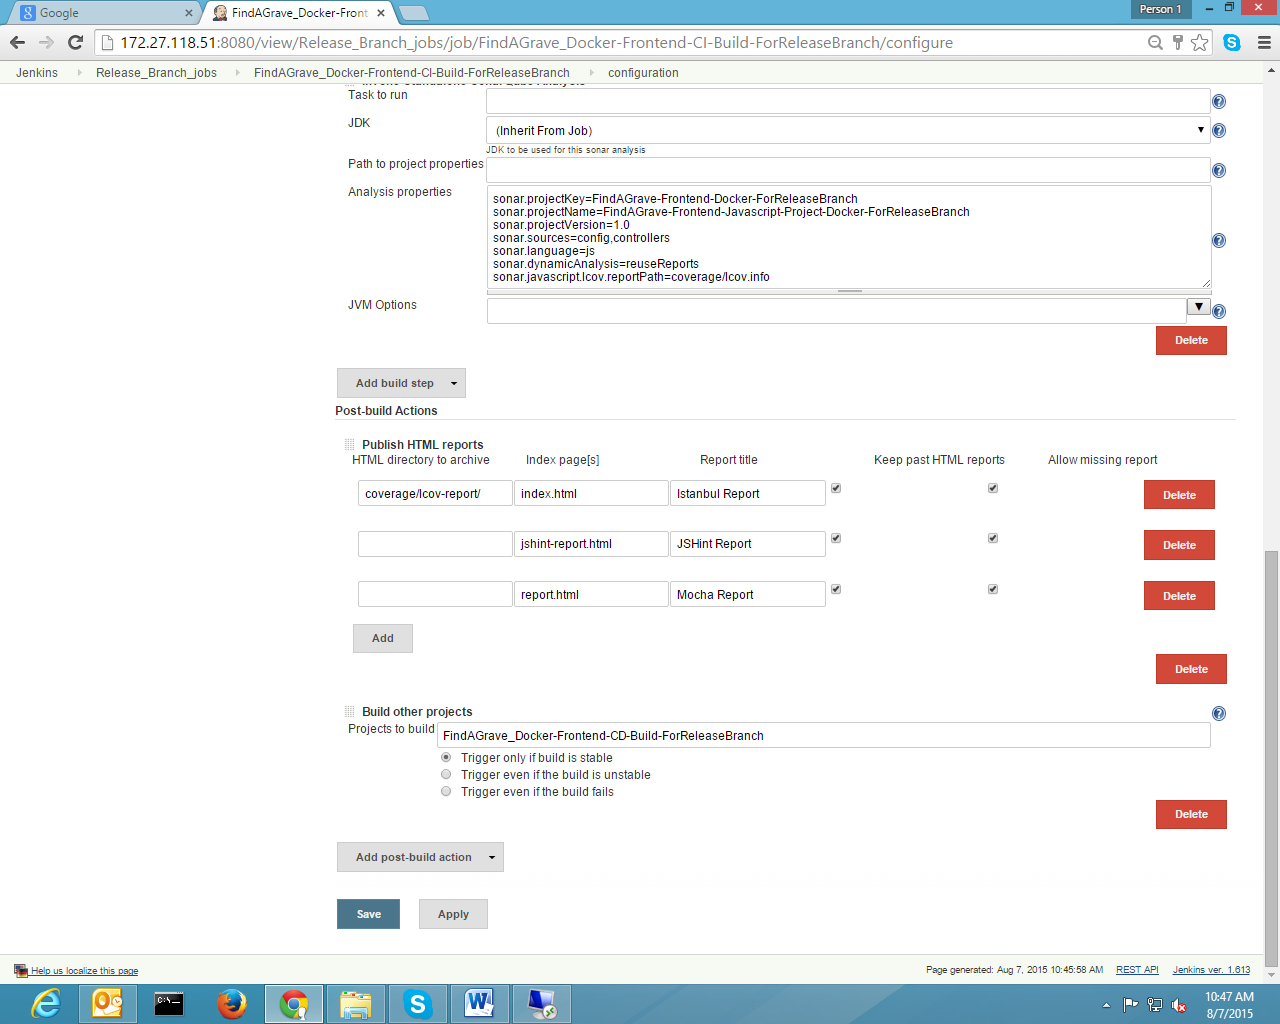 Google
FindAGrave_Docker-Front
Person 1
172.27.118.51:8080/view/Release_Branch_jobs/job/FindAGrave_Docker-Frontend-CI-Build-ForReleaseBranch/configure
Jenkins
Release_Branch_jobs
FindAGrave_Docker-Frontend-CI-Build-ForReleaseBranch
configuration
Task to run
JDK
(Inherit From Job)
JDK to be used for this sonar analysis
Path to project properties
Analysis properties
sonar.projectKey=FindAGrave-Frontend-Docker-ForReleaseBranch
sonar.projectName=FindAGrave-Frontend-Javascript-Project-Docker-ForReleaseBranch
sonar.projectVersion=1.0
sonar.sources=config,controllers
sonar.language=js
sonar.dynamicAnalysis=reuseReports
sonar.javascript.lcov.reportPath=coverage/lcov.info
JVM Options
Delete
Add build step
Post-build Actions
Publish HTML reports
HTML directory to archive Index page[s] Report title Keep past HTML reports Allow missing report
coverage/lcov-report/ index.html Istanbul Report Delete
jshint-report.html JSHint Report Delete
report.html Mocha Report Delete
Add
Delete
Build other projects
Projects to build FindAGrave_Docker-Frontend-CD-Build-ForReleaseBranch
Trigger only if build is stable
Trigger even if the build is unstable
Trigger even if the build fails
Delete
Add post-build action
Save Apply
Help us localize this page
Page generated: Aug 7, 2015 10:45:58 AM REST API Jenkins ver. 1.613
10:47 AM
8/7/2015